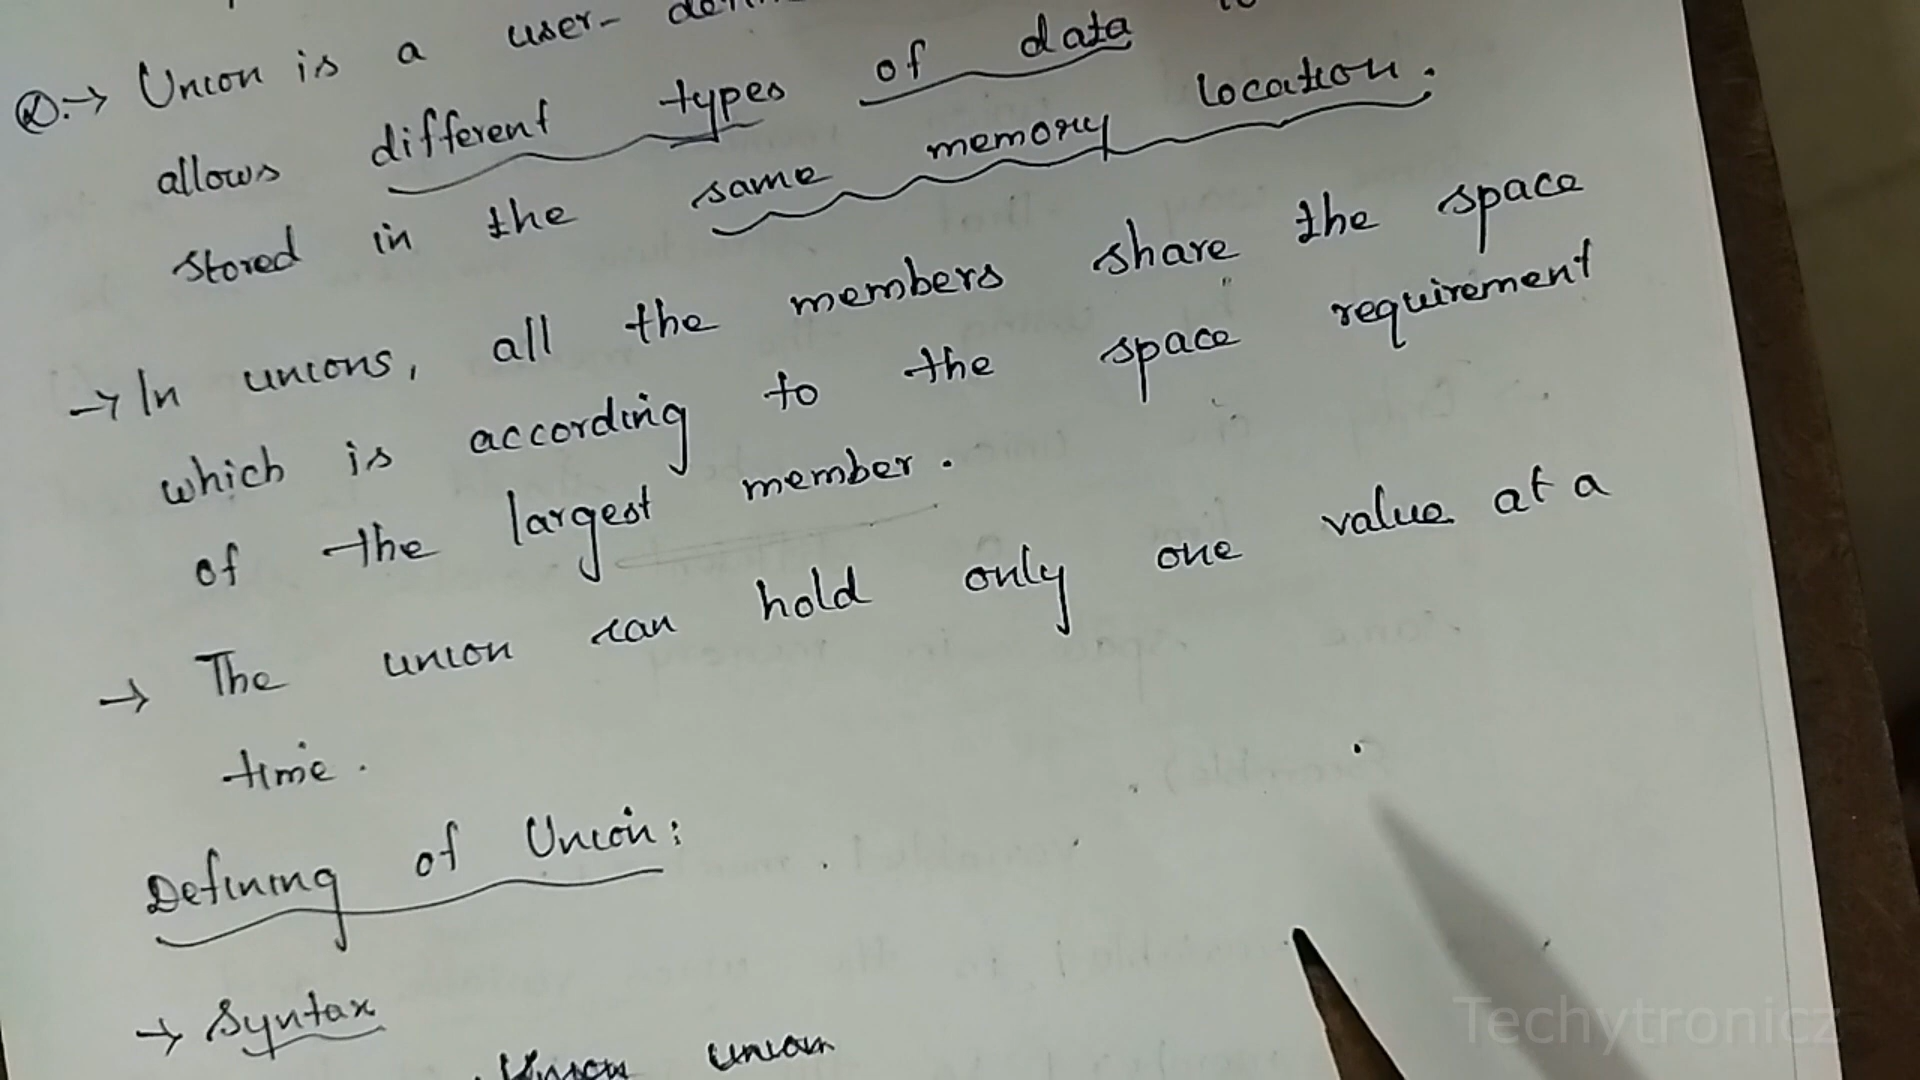 → Union is a user-
allows different types of data
stored in the same memory location.
→ In unions, all the members share the space
which is according to the space requirement
of the largest member.
→ The union can hold only one value at a
time.
Defining of Union:
→ Syntax
Union union
Techytronicz